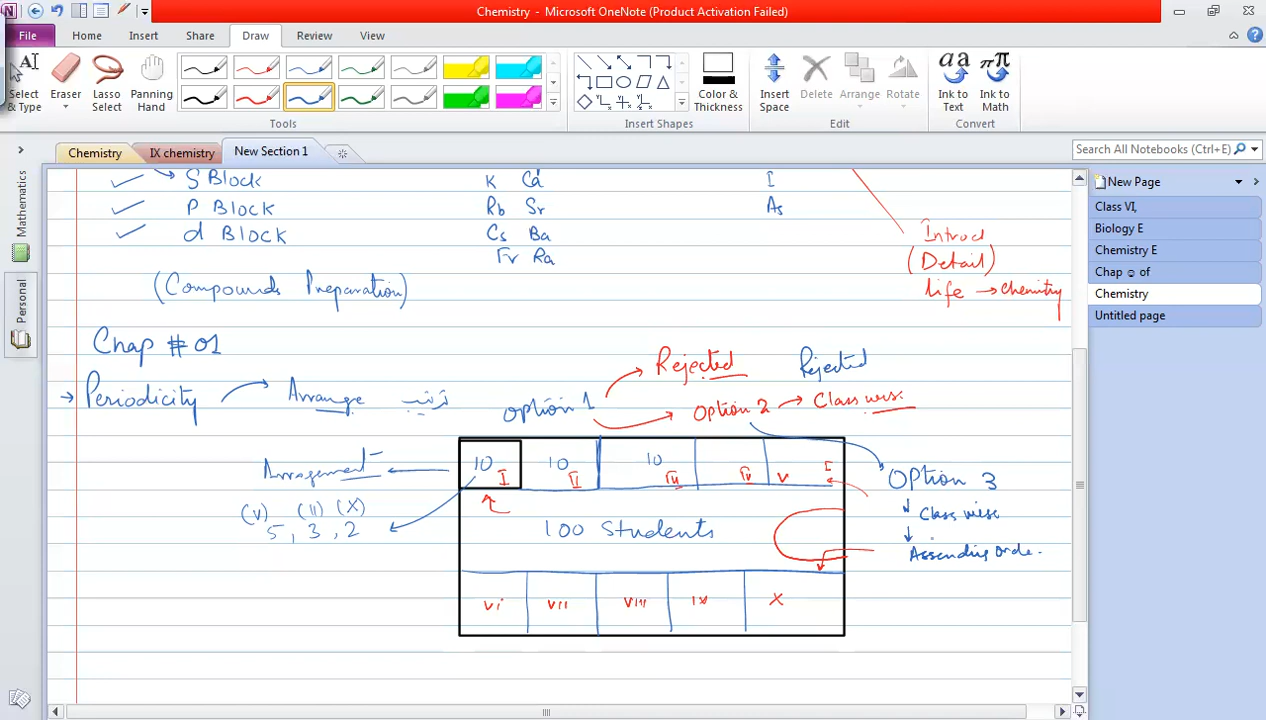 Chemistry - Microsoft OneNote (Product Activation Failed)
File Home Insert Share Draw Review View
Select & Type
Eraser
Lasso Select
Panning Hand
Color & Thickness
Insert Space
Delete
Arrange
Rotate
Ink to Text
Ink to Math
Tools
Insert Shapes
Edit
Convert
Chemistry
IX chemistry
New Section 1
Search All Notebooks (Ctrl+E)
Mathematics
Personal
New Page
Class VI,
Biology E
Chemistry E
Chap ☺ of
Chemistry
Untitled page
S Block K Ca I
P Block Rb Sr As
d BLOCK Cs Ba
Fr Ra
Introd
(Detail)
life → chemistry
(Compounds Preparation)
Chap # 01
→ Periodicity Arrange ترتیب
option 1 Rejected
Option 2 → Class wise.
Rejected
Option 3
Class wise
Assending orde.
Arragement
(V) (II) (X)
5, 3, 2
10 I 10 II 10 III IV V I
100 Students
VI VII VIII IX X